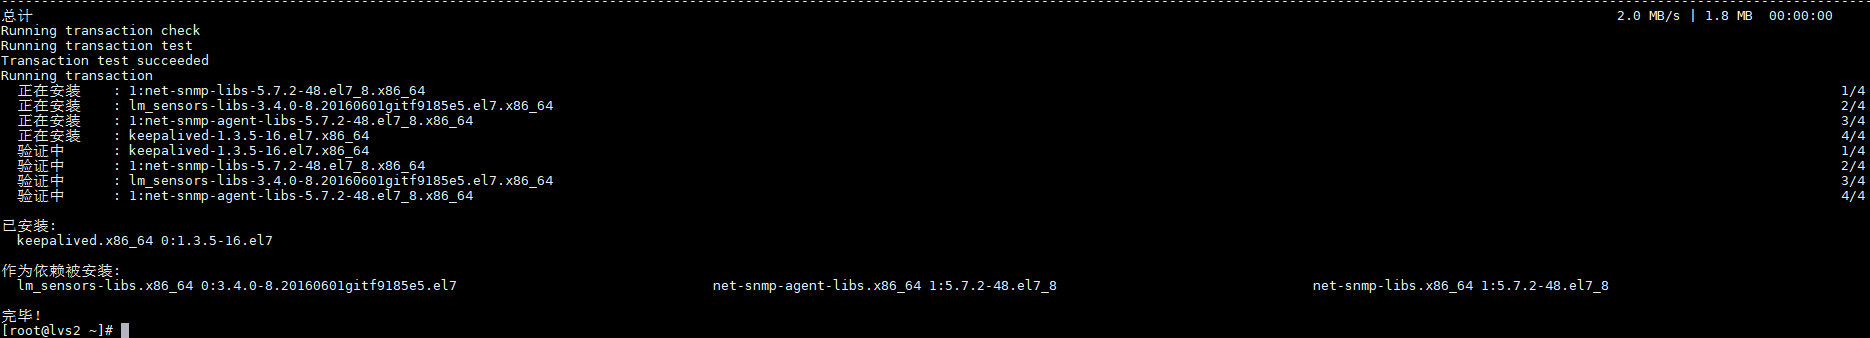 --------------------------------------------------------------------------------
总计 2.0 MB/s | 1.8 MB 00:00:00
Running transaction check
Running transaction test
Transaction test succeeded
Running transaction
正在安装 : 1:net-snmp-libs-5.7.2-48.el7_8.x86_64 1/4
正在安装 : lm_sensors-libs-3.4.0-8.20160601gitf9185e5.el7.x86_64 2/4
正在安装 : 1:net-snmp-agent-libs-5.7.2-48.el7_8.x86_64 3/4
正在安装 : keepalived-1.3.5-16.el7.x86_64 4/4
验证中 : keepalived-1.3.5-16.el7.x86_64 1/4
验证中 : 1:net-snmp-libs-5.7.2-48.el7_8.x86_64 2/4
验证中 : lm_sensors-libs-3.4.0-8.20160601gitf9185e5.el7.x86_64 3/4
验证中 : 1:net-snmp-agent-libs-5.7.2-48.el7_8.x86_64 4/4
已安装:
keepalived.x86_64 0:1.3.5-16.el7
作为依赖被安装:
lm_sensors-libs.x86_64 0:3.4.0-8.20160601gitf9185e5.el7 net-snmp-agent-libs.x86_64 1:5.7.2-48.el7_8 net-snmp-libs.x86_64 1:5.7.2-48.el7_8
完毕！
[root@lvs2 ~]#